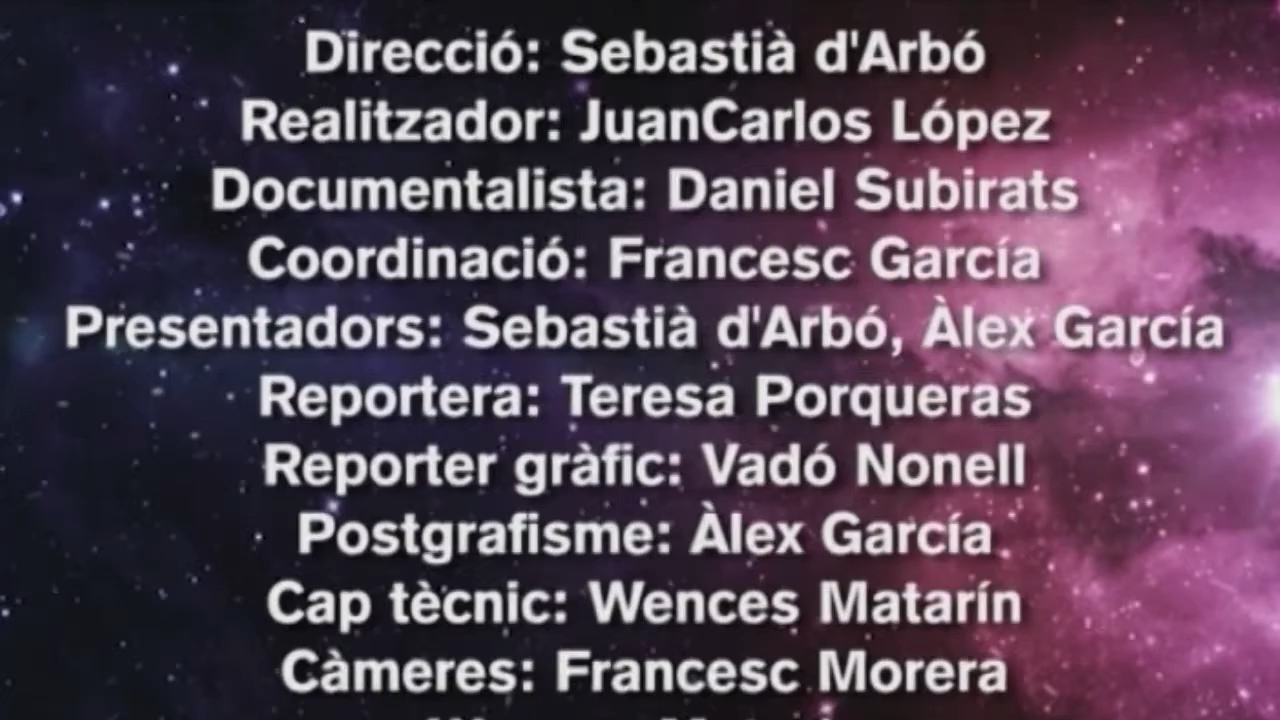 Direcció: Sebastià d'Arbó
Realitzador: JuanCarlos López
Documentalista: Daniel Subirats
Coordinació: Francesc García
Presentadors: Sebastià d'Arbó, Àlex García
Reportera: Teresa Porqueras
Reporter gràfic: Vadó Nonell
Postgrafisme: Àlex García
Cap tècnic: Wences Matarín
Càmeres: Francesc Morera